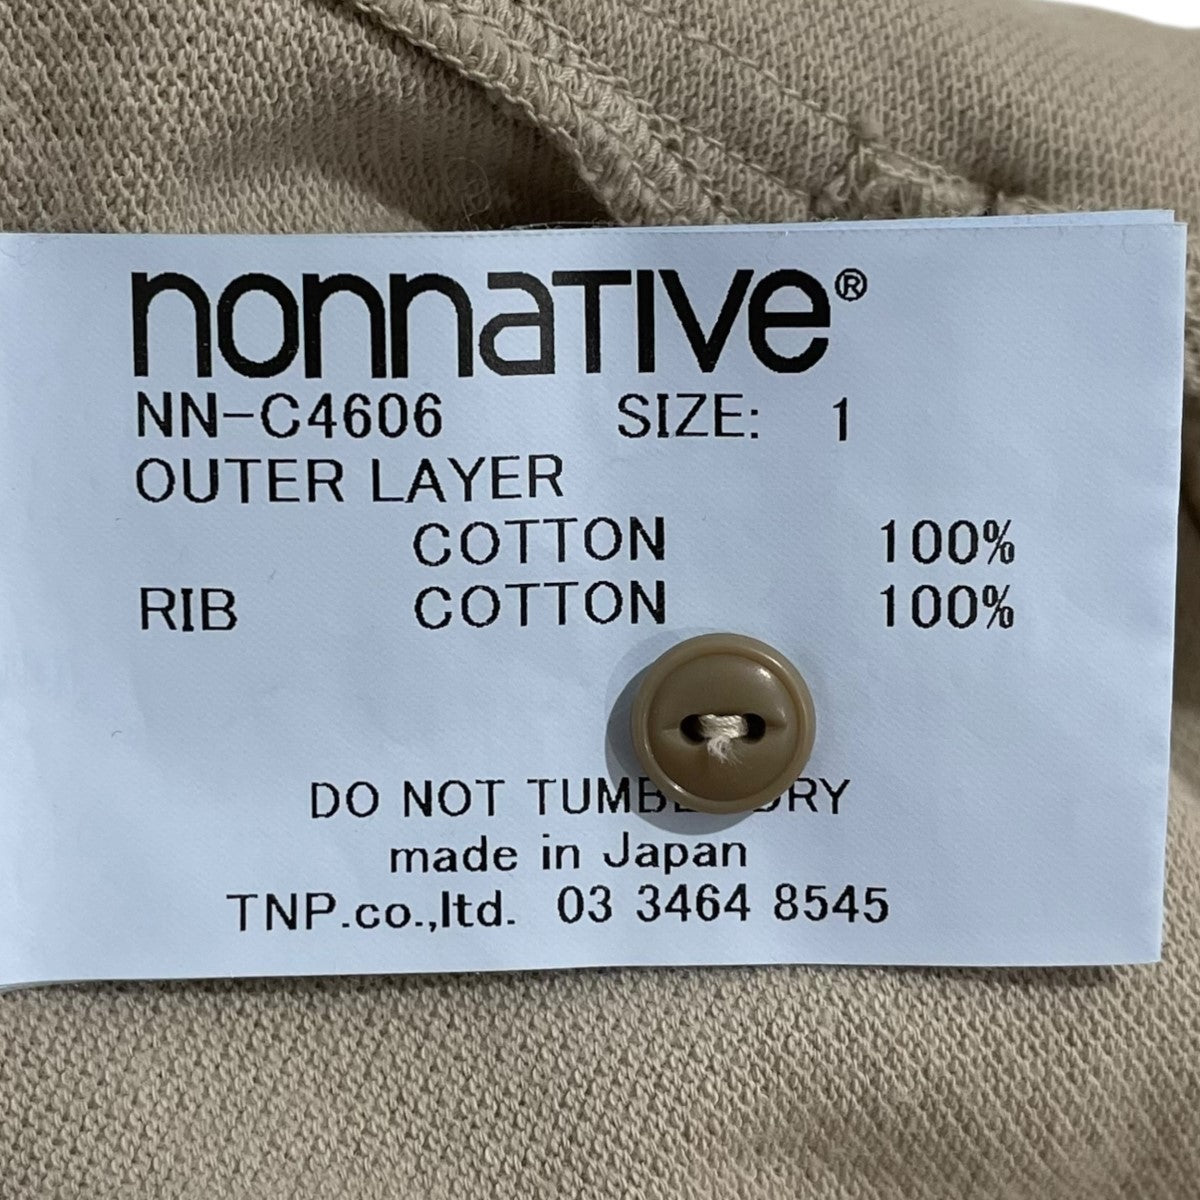 nonnative®
NN-C4606 SIZE: 1
OUTER LAYER
COTTON 100%
RIB COTTON 100%
DO NOT TUMBLE DRY
made in Japan
TNP.co.,ltd. 03 3464 8545